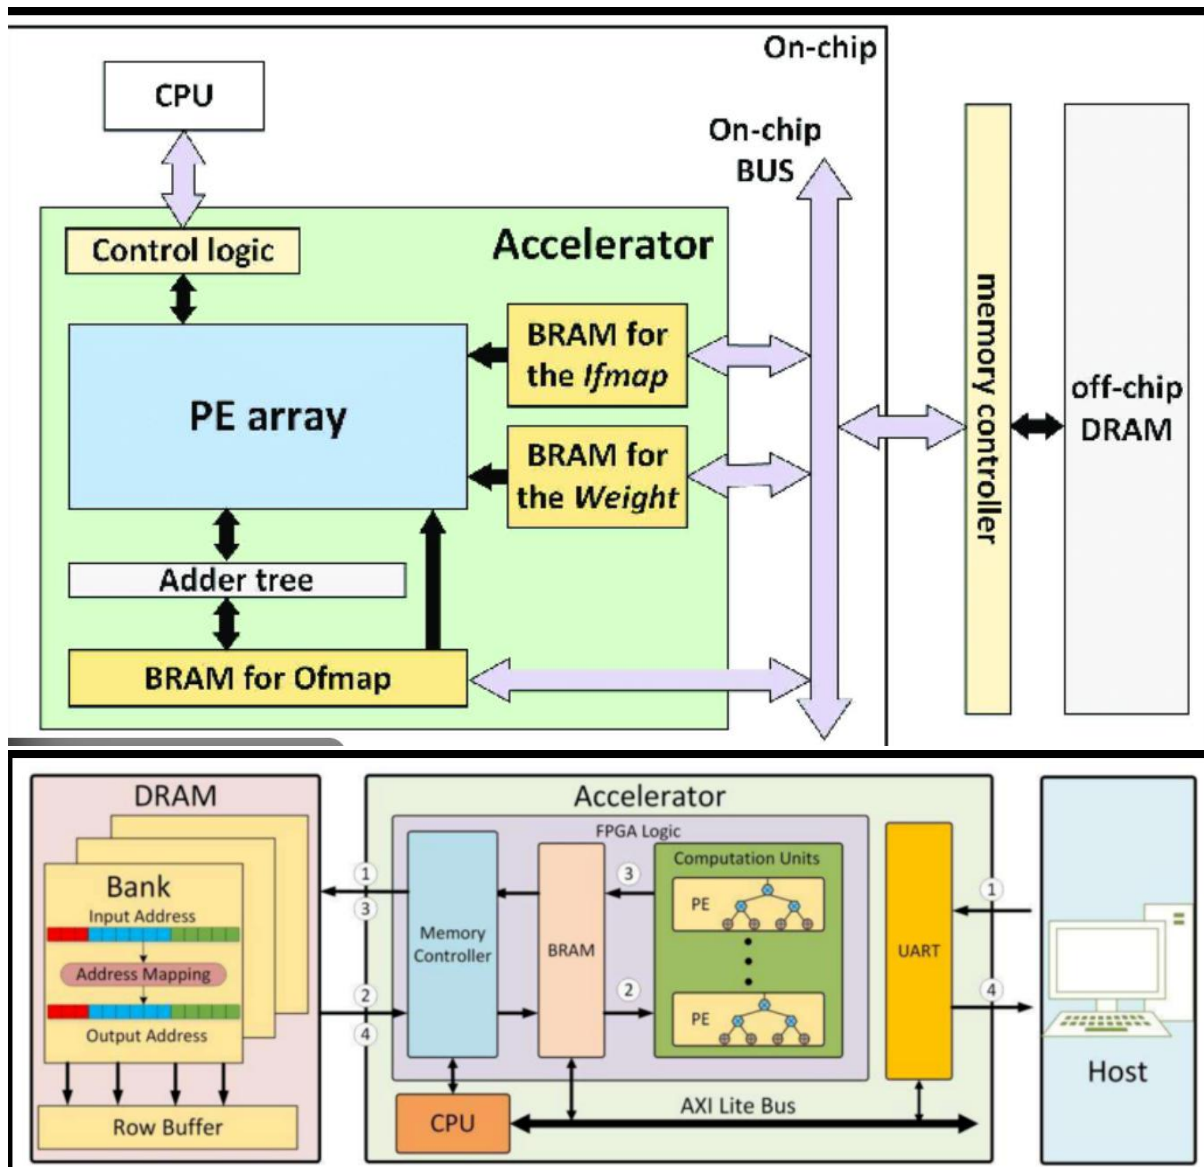 On-chip
CPU
On-chip
BUS
Accelerator
Control logic
PE array
BRAM for
the Ifmap
BRAM for
the Weight
Adder tree
BRAM for Ofmap
memory controller
off-chip
DRAM
DRAM
Bank
Input Address
Address Mapping
Output Address
Row Buffer
1
3
2
4
Accelerator
FPGA Logic
Memory
Controller
BRAM
3
2
Computation Units
PE
PE
UART
CPU
AXI Lite Bus
1
4
Host